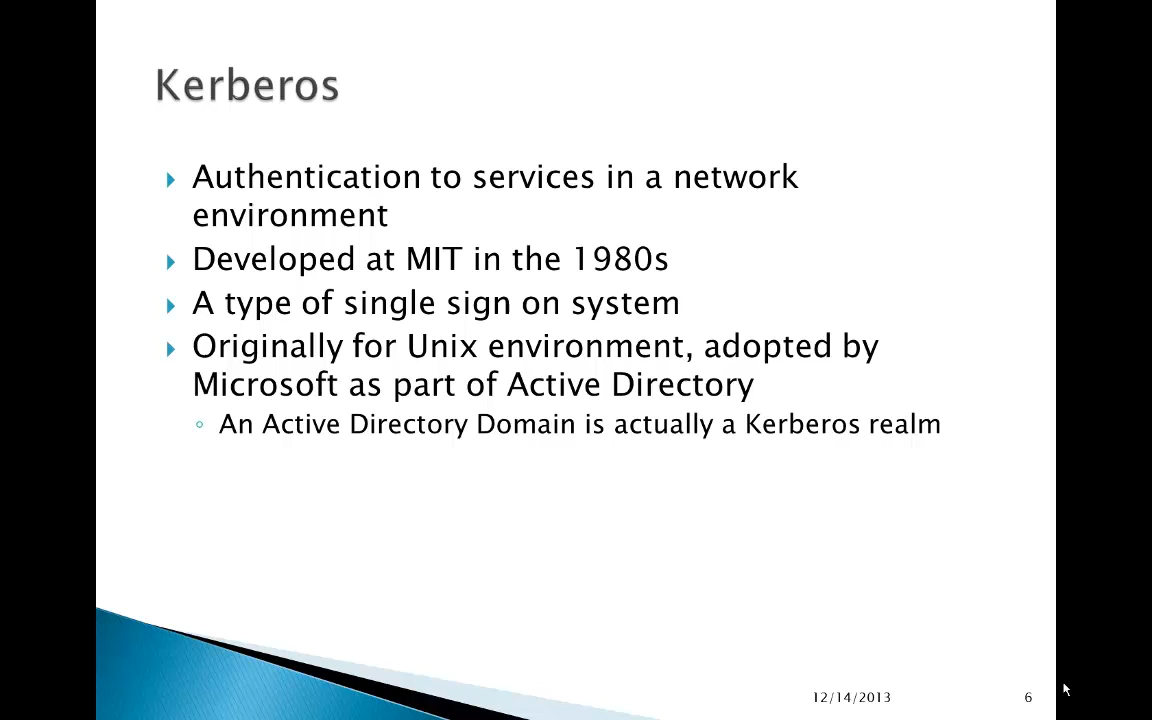 Kerberos
Authentication to services in a network
environment
Developed at MIT in the 1980s
A type of single sign on system
Originally for Unix environment, adopted by
Microsoft as part of Active Directory
An Active Directory Domain is actually a Kerberos realm
12/14/2013 6